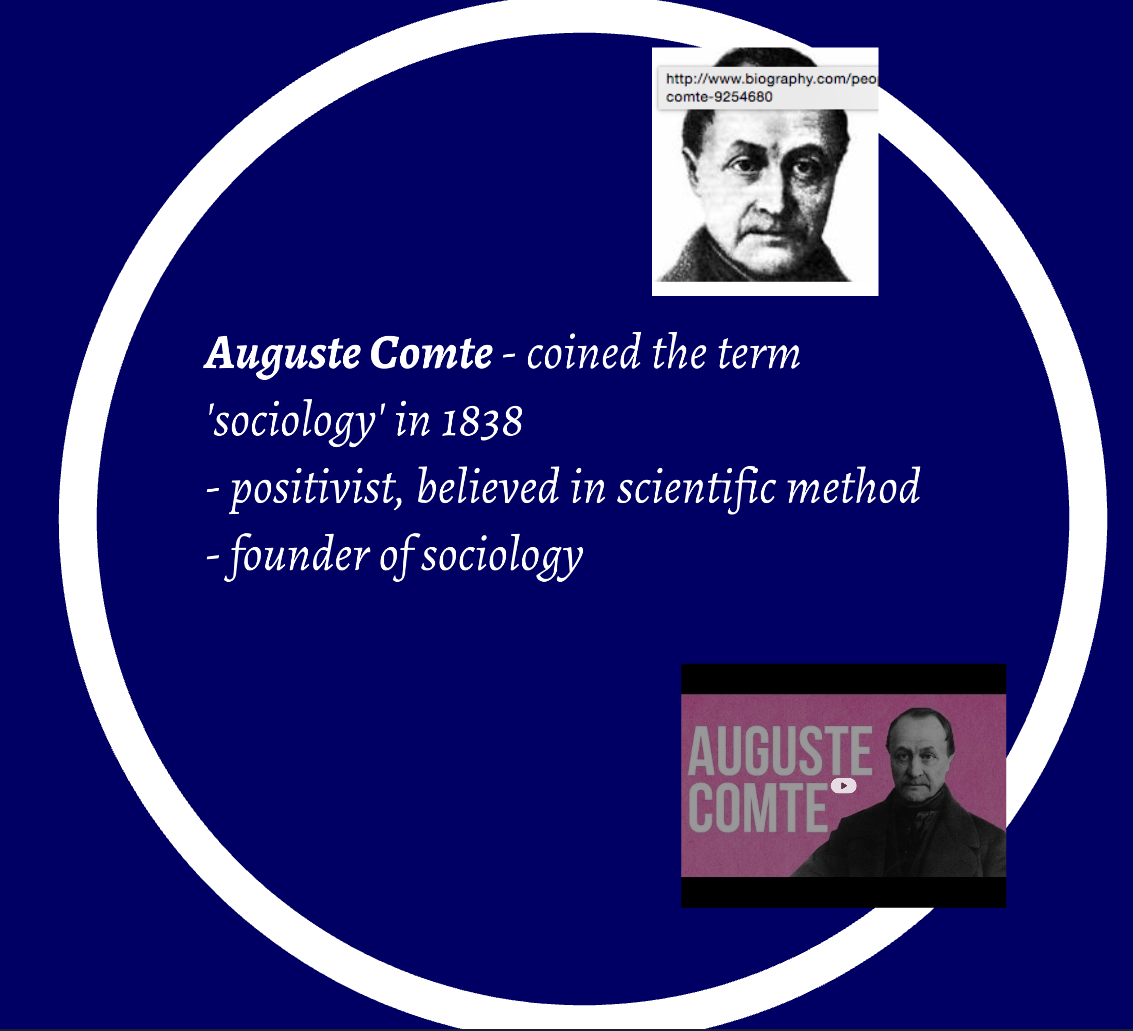 http://www.biography.com/peo
comte-9254680
Auguste Comte - coined the term
'sociology' in 1838
- positivist, believed in scientific method
- founder of sociology
AUGUSTE
COMTE